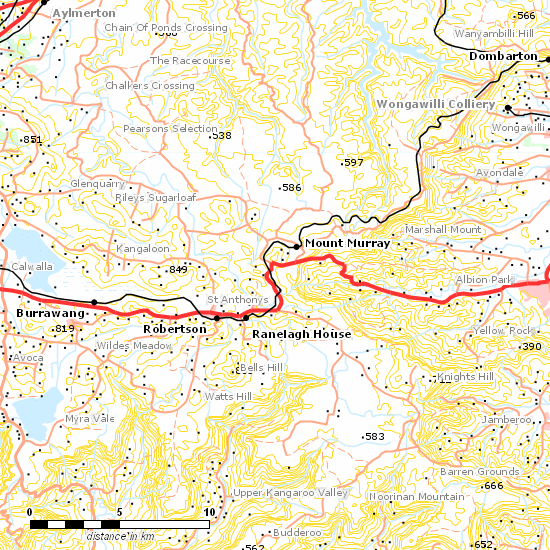 Aylmerton
566
Chain Of Ponds Crossing
Wanyambilli Hill
Dombarton
The Racecourse
Chalkers Crossing
Wongawilli Colliery
Pearsons Selection
538
Wongawilli
851
597
Avondale
Glenquarry
586
Rileys Sugarloaf
Marshall Mount
Kangaloon
Mount Murray
Calwalla
849
Albion Park
St Anthonys
Burrawang
819
Robertson
Ranelagh House
Yellow Rock
Wildes Meadow
390
Avoca
Bells Hill
Knights Hill
Watts Hill
Myra Vale
Jamberoo
583
Barren Grounds
666
Upper Kangaroo Valley
Noorinan Mountain
0 5 10
distance in km
Budderoo
562
652